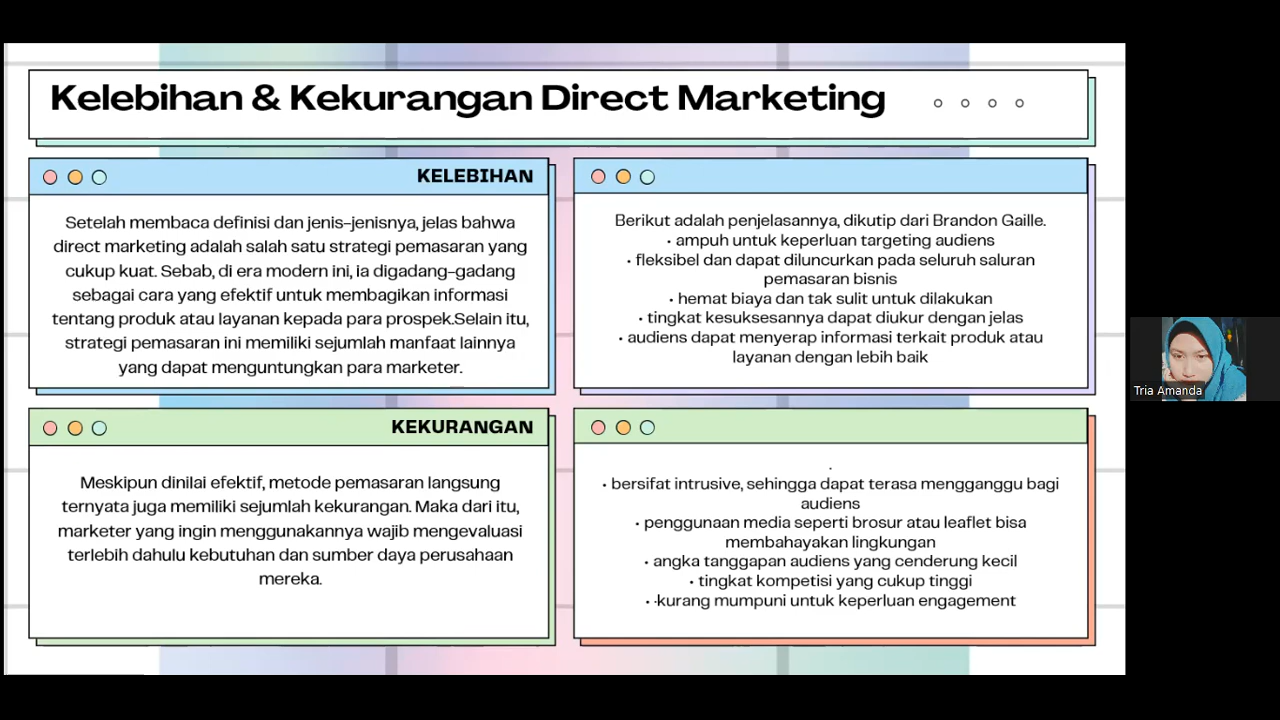 Kelebihan & Kekurangan Direct Marketing
KELEBIHAN
Setelah membaca definisi dan jenis-jenisnya, jelas bahwa
direct marketing adalah salah satu strategi pemasaran yang
cukup kuat. Sebab, di era modern ini, ia digadang-gadang
sebagai cara yang efektif untuk membagikan informasi
tentang produk atau layanan kepada para prospek.Selain itu,
strategi pemasaran ini memiliki sejumlah manfaat lainnya
yang dapat menguntungkan para marketer.
Berikut adalah penjelasannya, dikutip dari Brandon Gaille.
• ampuh untuk keperluan targeting audiens
• fleksibel dan dapat diluncurkan pada seluruh saluran
pemasaran bisnis
• hemat biaya dan tak sulit untuk dilakukan
• tingkat kesuksesannya dapat diukur dengan jelas
• audiens dapat menyerap informasi terkait produk atau
layanan dengan lebih baik
KEKURANGAN
Meskipun dinilai efektif, metode pemasaran langsung
ternyata juga memiliki sejumlah kekurangan. Maka dari itu,
marketer yang ingin menggunakannya wajib mengevaluasi
terlebih dahulu kebutuhan dan sumber daya perusahaan
mereka.
.
• bersifat intrusive, sehingga dapat terasa mengganggu bagi
audiens
• penggunaan media seperti brosur atau leaflet bisa
membahayakan lingkungan
• angka tanggapan audiens yang cenderung kecil
• tingkat kompetisi yang cukup tinggi
• ·kurang mumpuni untuk keperluan engagement
Tria Amanda